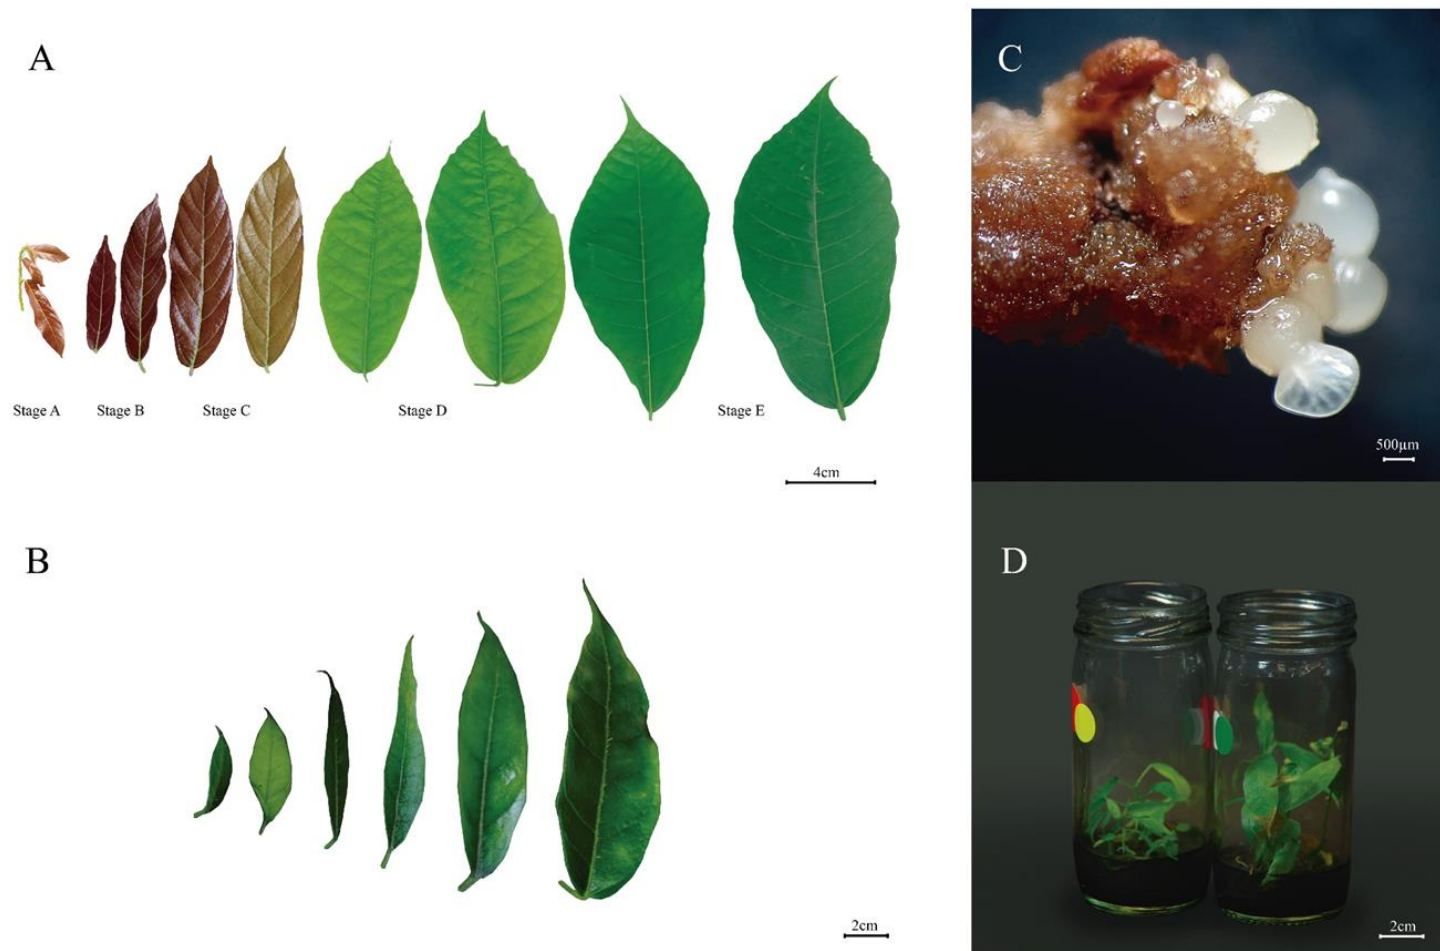 A
Stage A
Stage B
Stage C
Stage D
Stage E
4cm
B
2cm
C
500µm
D
2cm